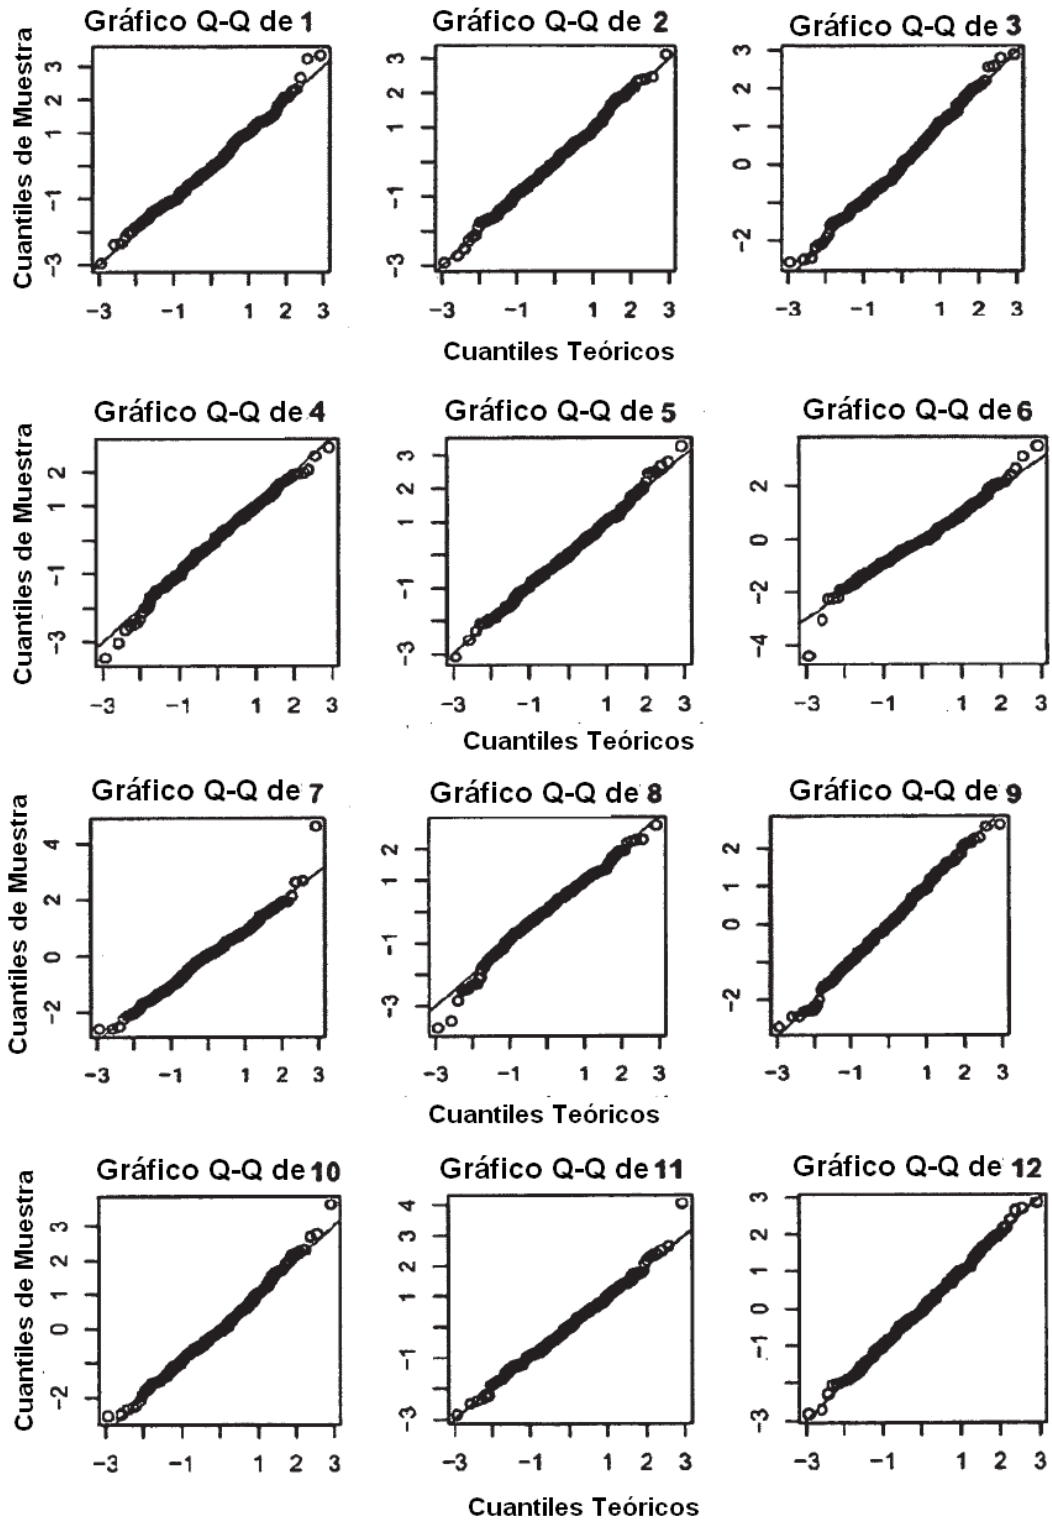 Gráfico Q-Q de 1
Gráfico Q-Q de 2
Gráfico Q-Q de 3
Cuantiles de Muestra
3
2
1
-1
-3
3
2
1
-1
-3
3
2
1
0
-2
-3 -1 1 2 3
-3 -1 1 2 3
-3 -1 1 2 3
Cuantiles Teóricos
Gráfico Q-Q de 4
Gráfico Q-Q de 5
Gráfico Q-Q de 6
Cuantiles de Muestra
2
1
-1
-3
3
2
1
-1
-3
2
0
-2
-4
-3 -1 1 2 3
-3 -1 1 2 3
-3 -1 1 2 3
Cuantiles Teóricos
Gráfico Q-Q de 7
Gráfico Q-Q de 8
Gráfico Q-Q de 9
Cuantiles de Muestra
4
2
0
-2
2
1
-1
-3
2
1
0
-2
-3 -1 1 2 3
-3 -1 1 2 3
-3 -1 1 2 3
Cuantiles Teóricos
Gráfico Q-Q de 10
Gráfico Q-Q de 11
Gráfico Q-Q de 12
Cuantiles de Muestra
3
2
1
0
-2
4
3
2
1
-1
-3
3
2
1
0
-1
-3
-3 -1 1 2 3
-3 -1 1 2 3
-3 -1 1 2 3
Cuantiles Teóricos